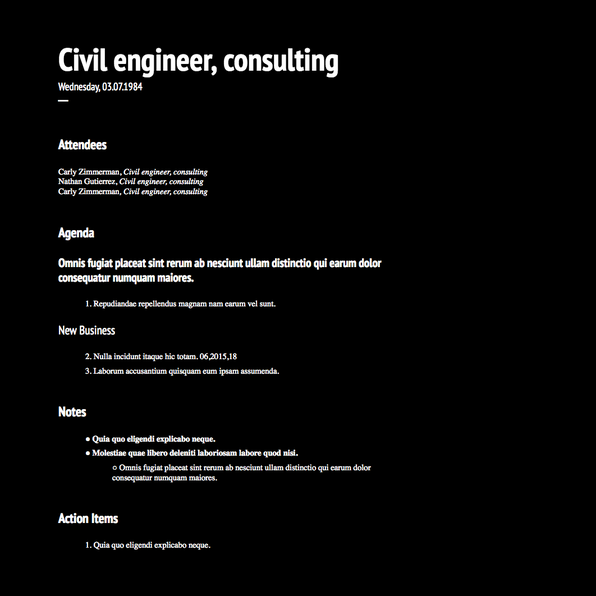 Civil engineer, consulting
Wednesday, 03.07.1984
Attendees
Carly Zimmerman, Civil engineer, consulting
Nathan Gutierrez, Civil engineer, consulting
Carly Zimmerman, Civil engineer, consulting
Agenda
Omnis fugiat placeat sint rerum ab nesciunt ullam distinctio qui earum dolor
consequatur numquam maiores.
1. Repudiandae repellendus magnam nam earum vel sunt.
New Business
2. Nulla incidunt itaque hic totam. 06,2015,18
3. Laborum accusantium quisquam eum ipsam assumenda.
Notes
● Quia quo eligendi explicabo neque.
● Molestiae quae libero deleniti laboriosam labore quod nisi.
○ Omnis fugiat placeat sint rerum ab nesciunt ullam distinctio qui earum dolor
consequatur numquam maiores.
Action Items
1. Quia quo eligendi explicabo neque.